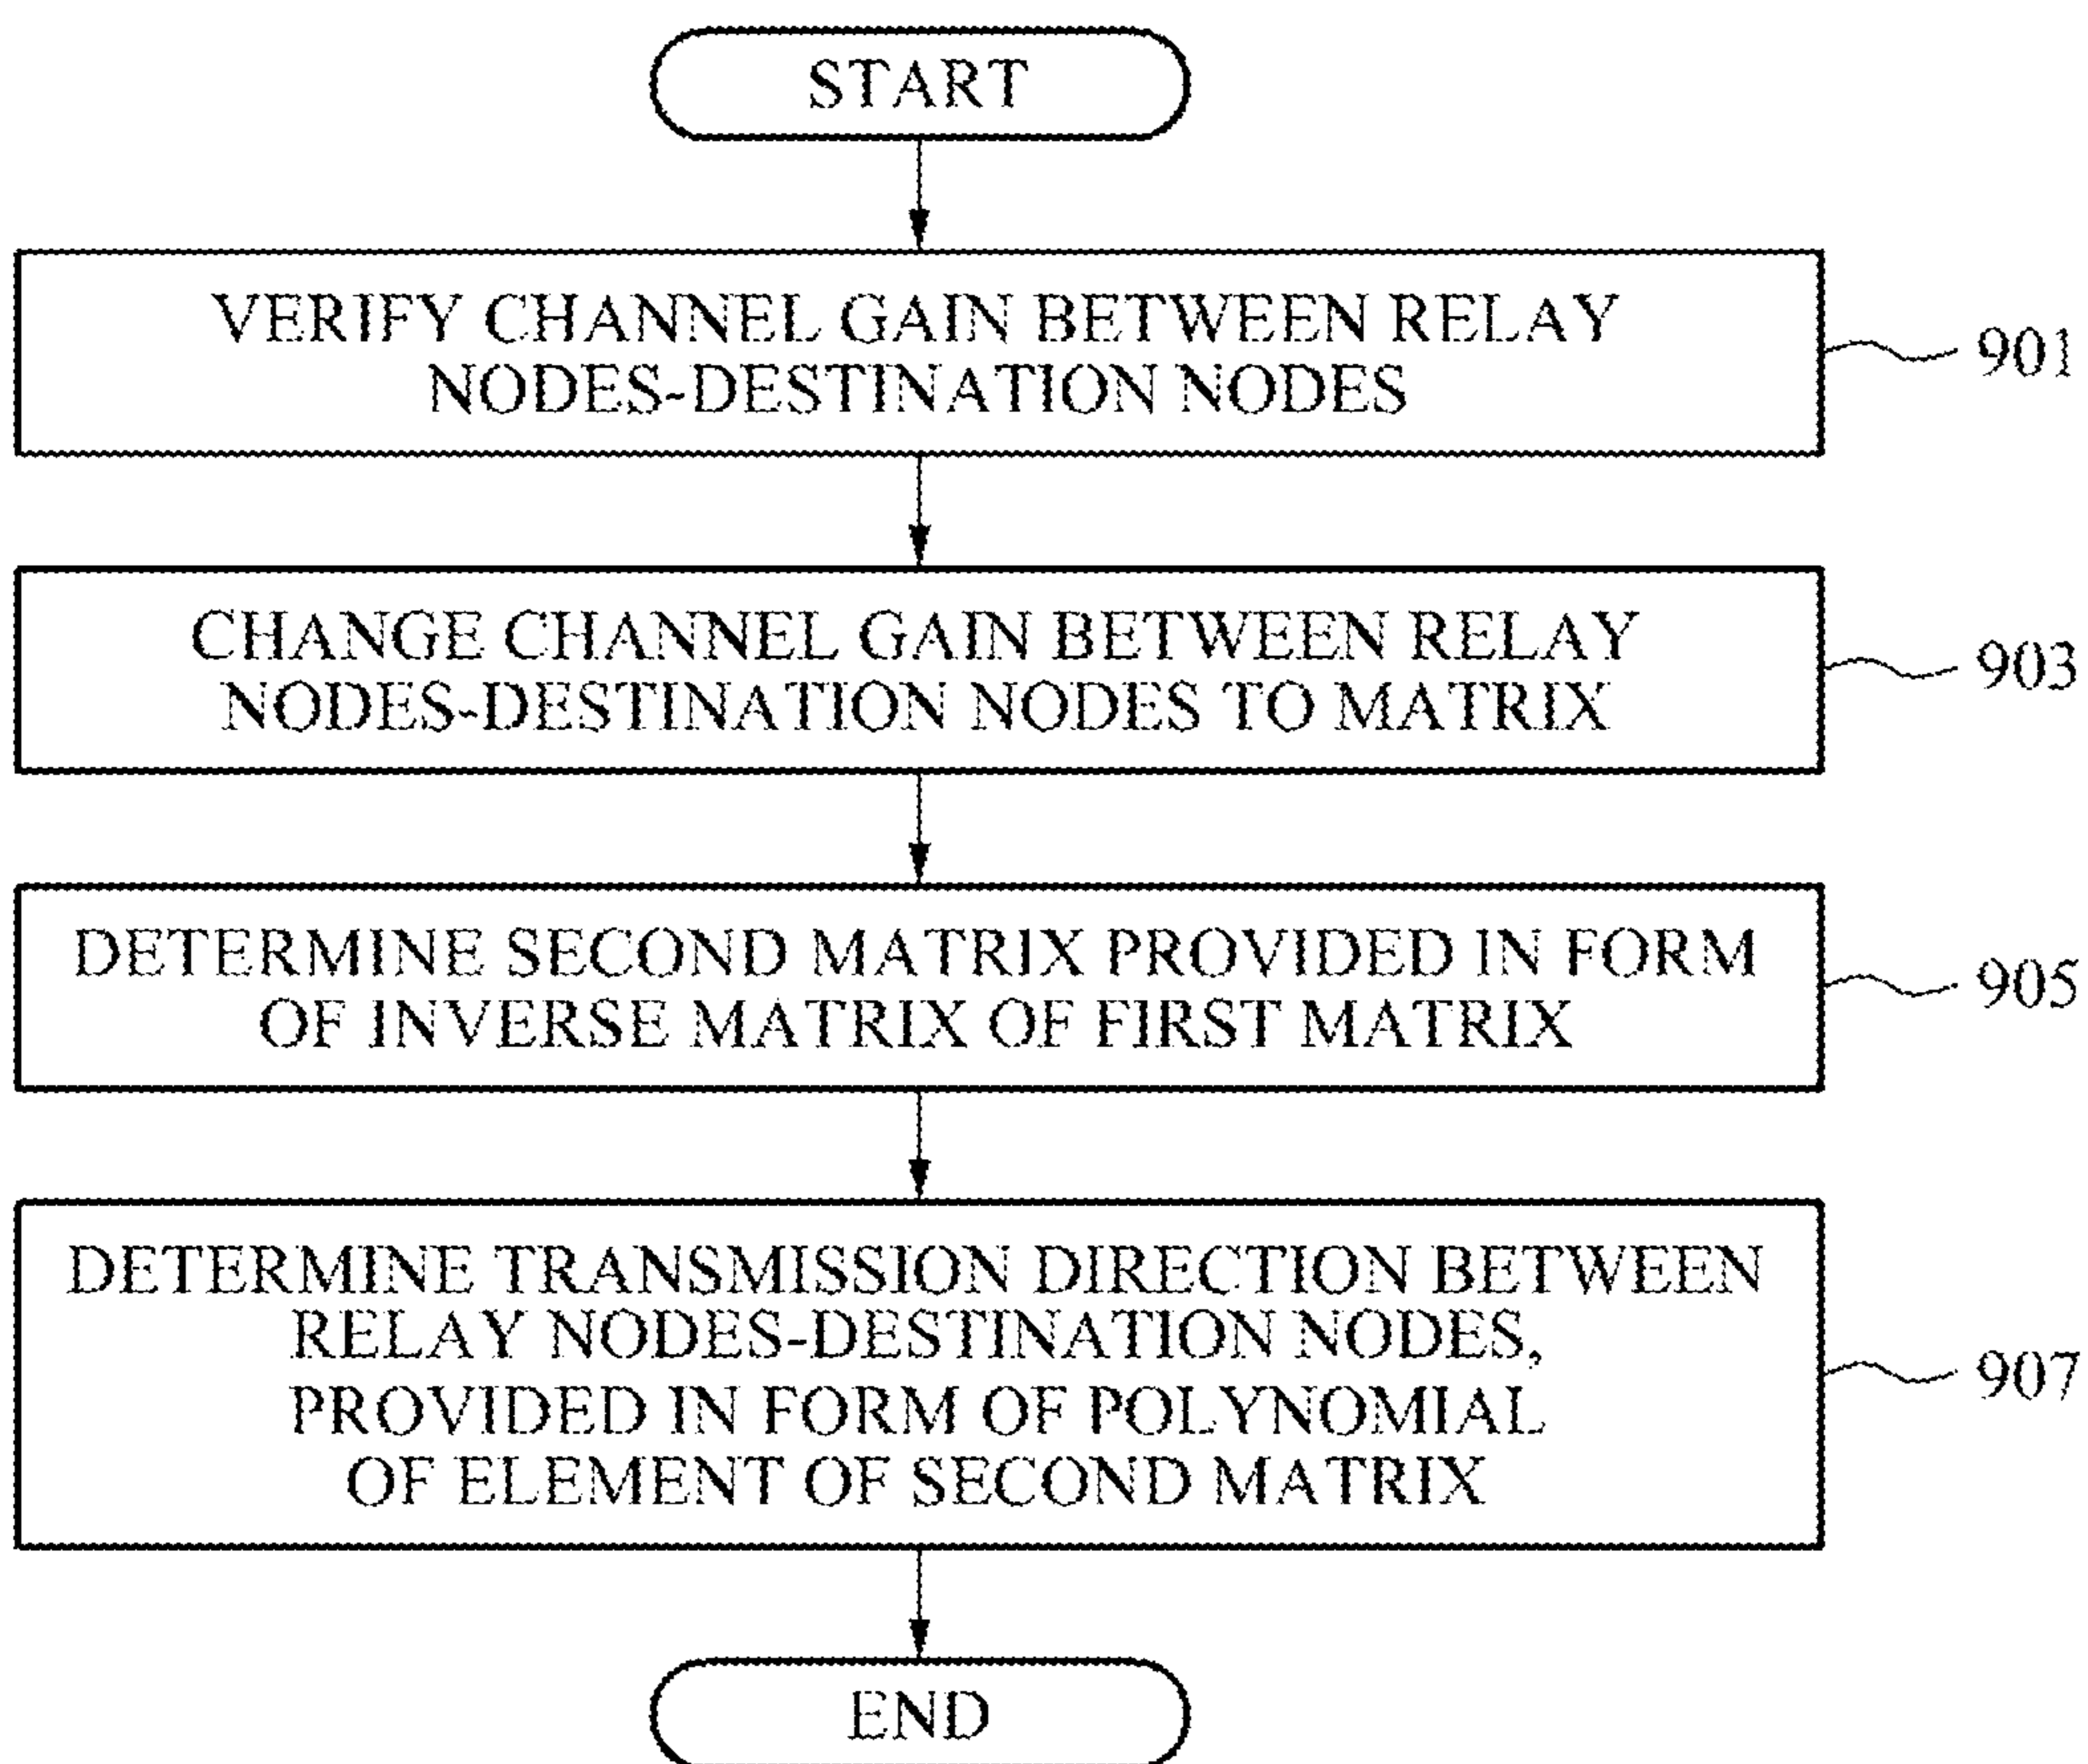 START
VERIFY CHANNEL GAIN BETWEEN RELAY
NODES-DESTINATION NODES
901
CHANGE CHANNEL GAIN BETWEEN RELAY
NODES-DESTINATION NODES TO MATRIX
903
DETERMINE SECOND MATRIX PROVIDED IN FORM
OF INVERSE MATRIX OF FIRST MATRIX
905
DETERMINE TRANSMISSION DIRECTION BETWEEN
RELAY NODES-DESTINATION NODES,
PROVIDED IN FORM OF POLYNOMIAL
OF ELEMENT OF SECOND MATRIX
907
END